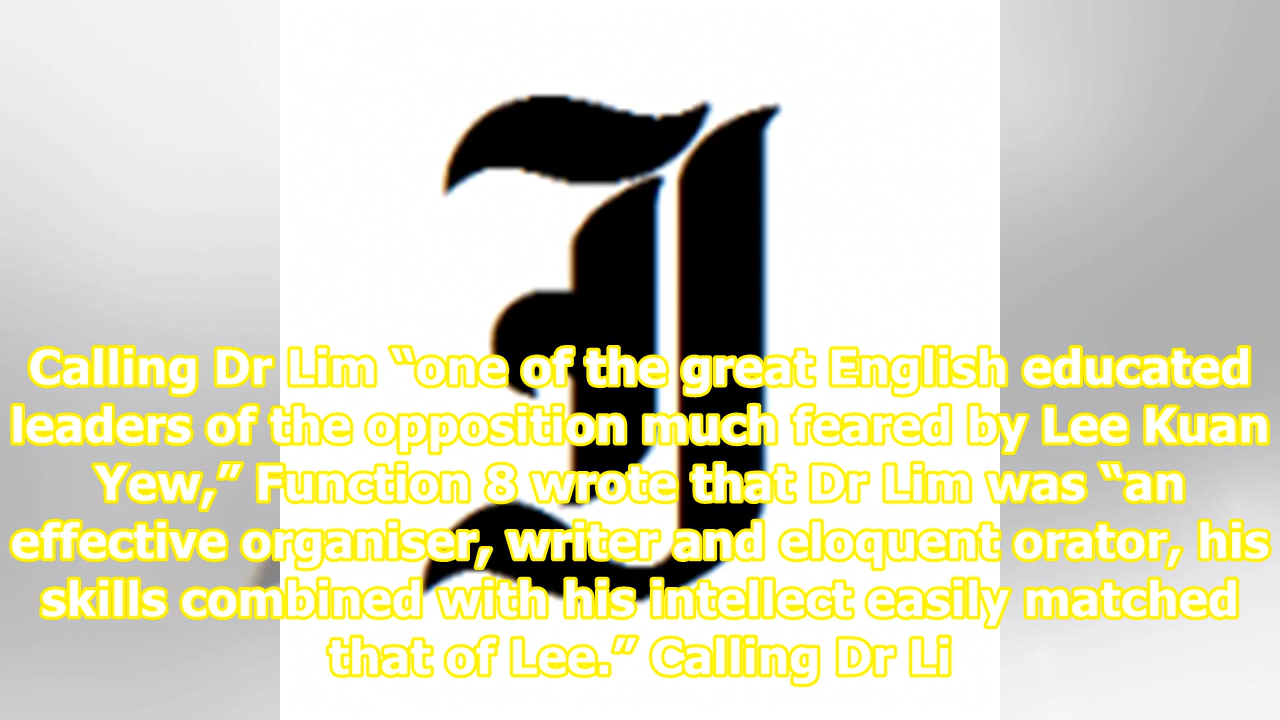 Calling Dr Lim “one of the great English educated
leaders of the opposition much feared by Lee Kuan
Yew,” Function 8 wrote that Dr Lim was “an
effective organiser, writer and eloquent orator, his
skills combined with his intellect easily matched
that of Lee.” Calling Dr Li